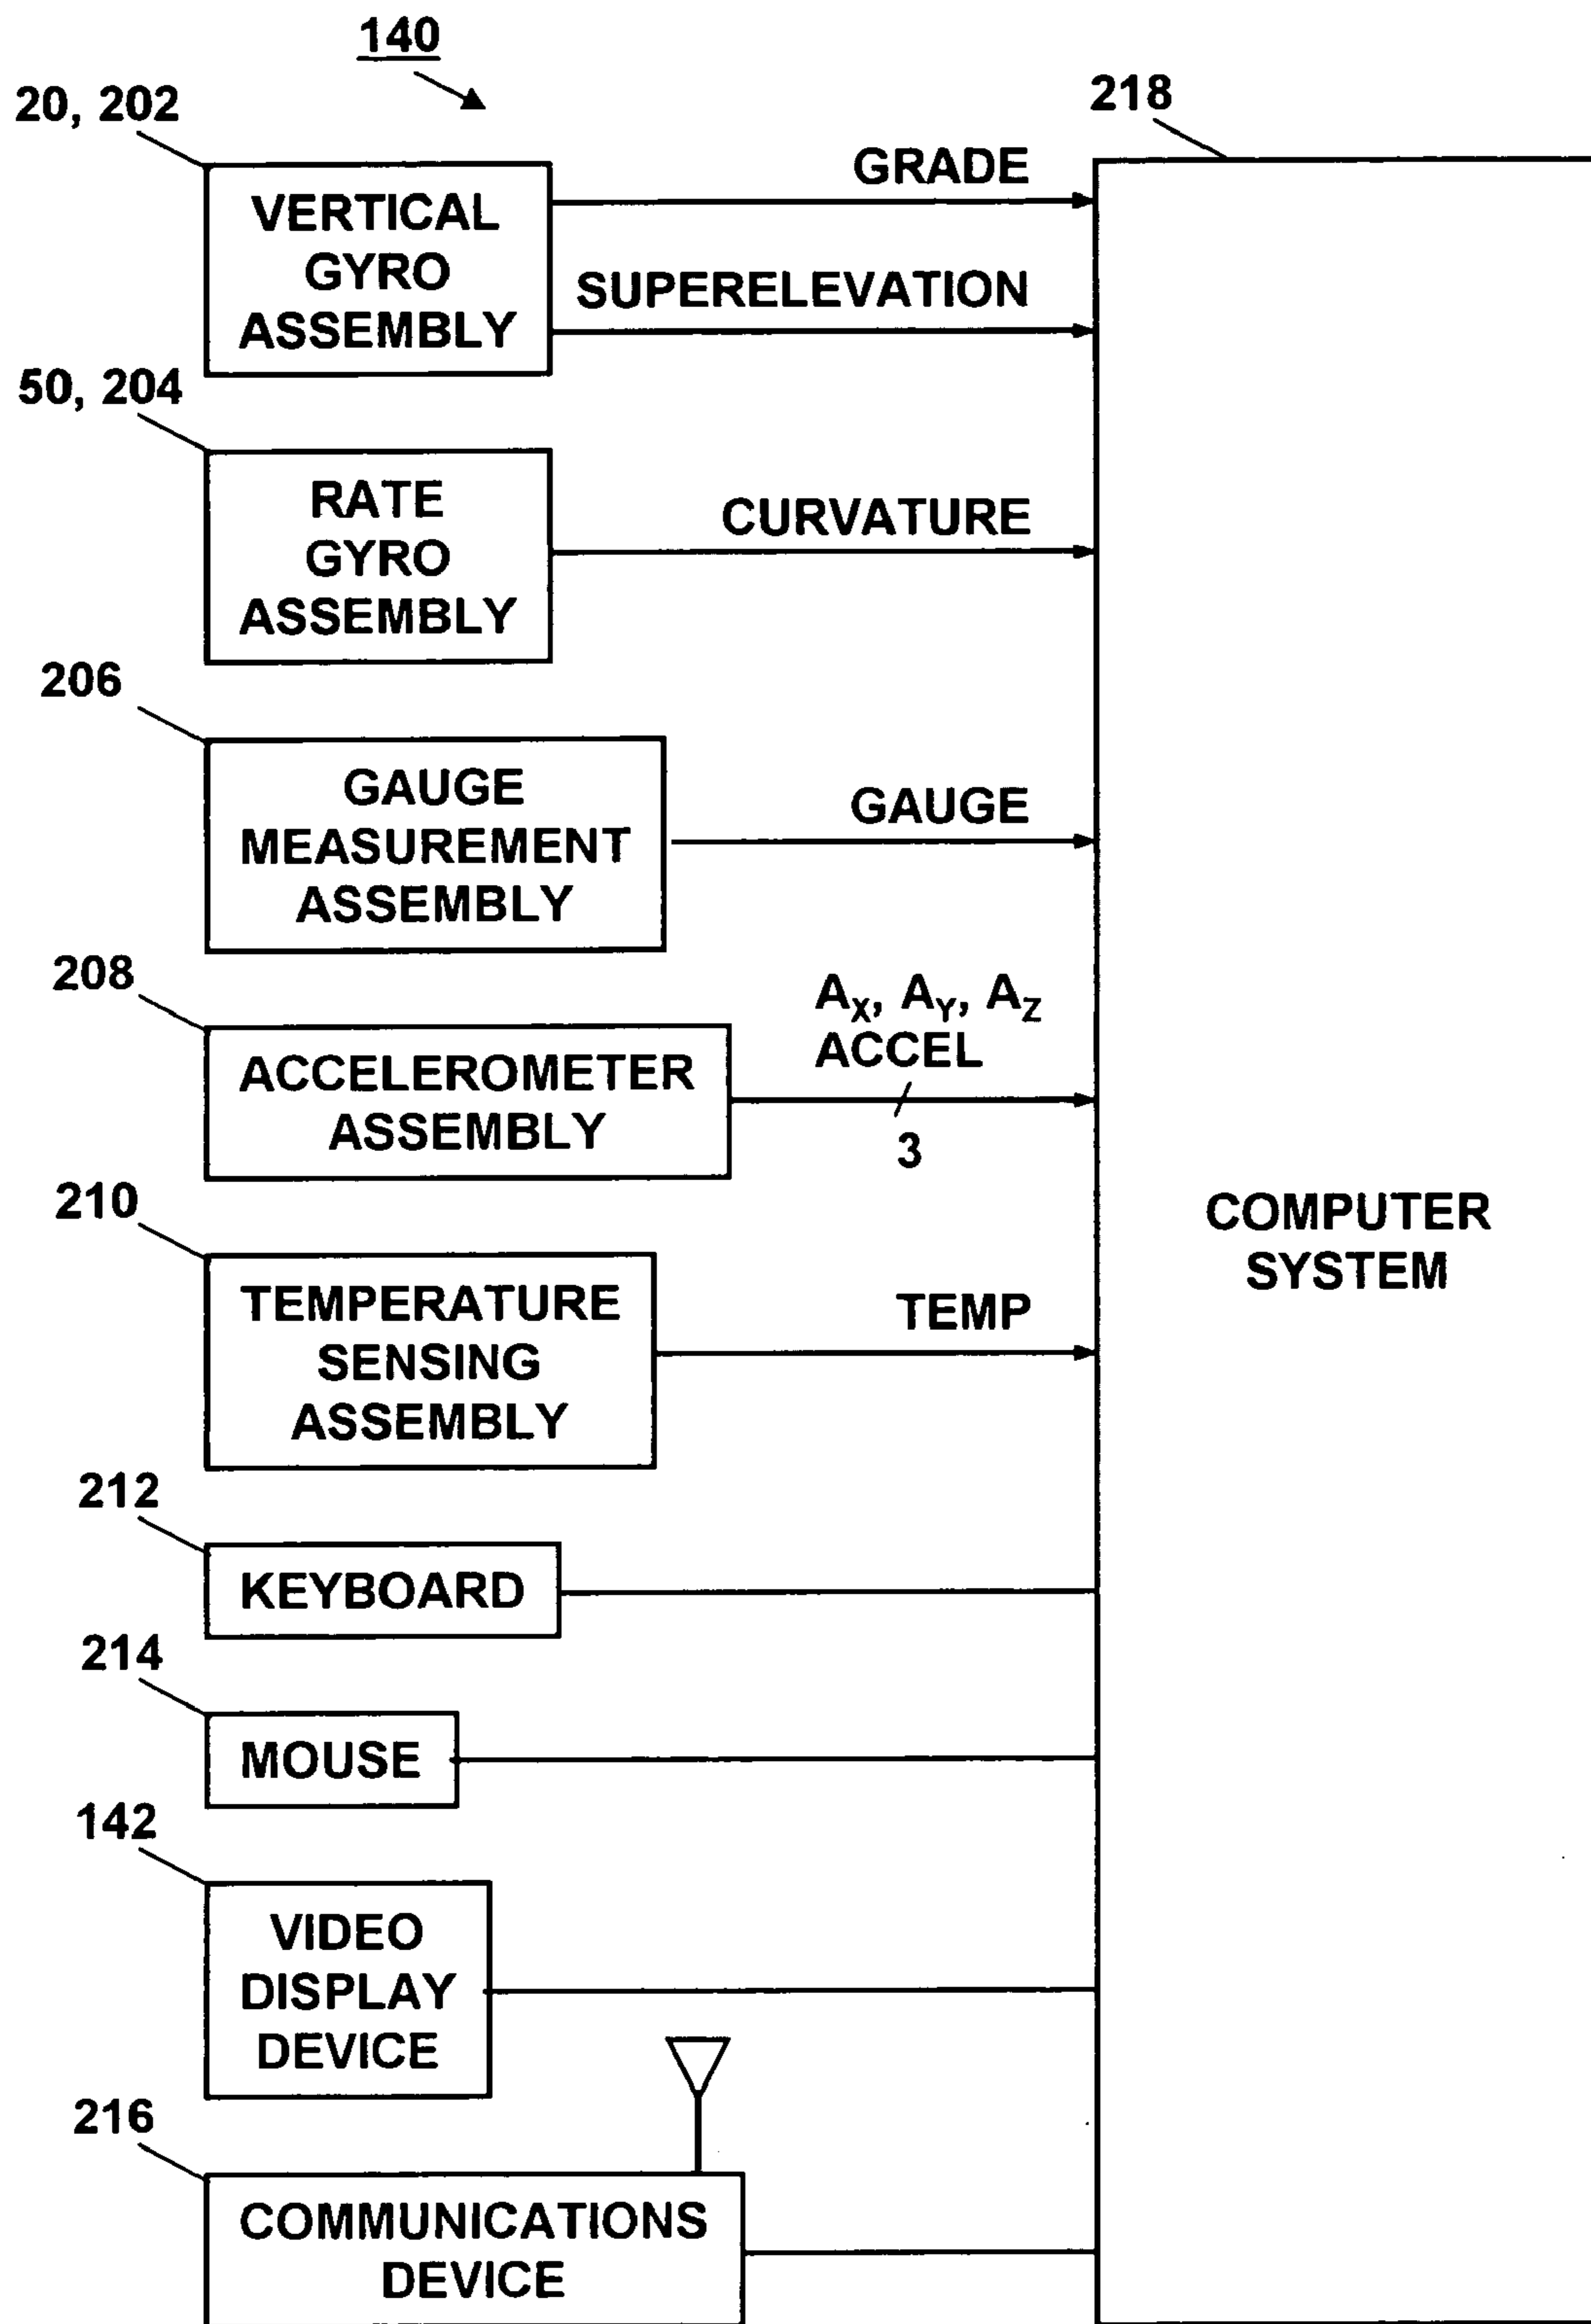 140
20, 202
218
VERTICAL
GYRO
ASSEMBLY
GRADE
SUPERELEVATION
50, 204
RATE
GYRO
ASSEMBLY
CURVATURE
206
GAUGE
MEASUREMENT
ASSEMBLY
GAUGE
208
ACCELEROMETER
ASSEMBLY
AX, AY, AZ
ACCEL
3
210
TEMPERATURE
SENSING
ASSEMBLY
TEMP
COMPUTER
SYSTEM
212
KEYBOARD
214
MOUSE
142
VIDEO
DISPLAY
DEVICE
216
COMMUNICATIONS
DEVICE